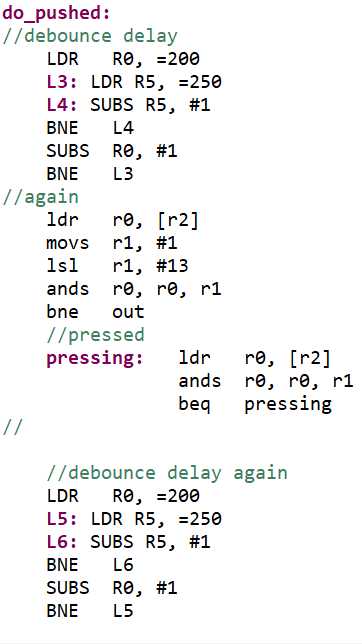 do_pushed:
//debounce delay
LDR R0, =200
L3: LDR R5, =250
L4: SUBS R5, #1
BNE L4
SUBS R0, #1
BNE L3
//again
ldr r0, [r2]
movs r1, #1
lsl r1, #13
ands r0, r0, r1
bne out
//pressed
pressing: ldr r0, [r2]
ands r0, r0, r1
beq pressing
//
//debounce delay again
LDR R0, =200
L5: LDR R5, =250
L6: SUBS R5, #1
BNE L6
SUBS R0, #1
BNE L5